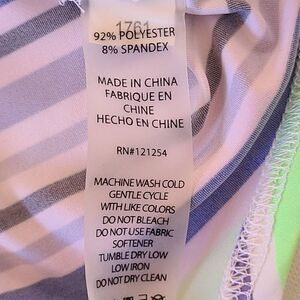 1761
92% POLYESTER
8% SPANDEX
MADE IN CHINA
FABRIQUE EN
CHINE
HECHO EN CHINE
RN#121254
MACHINE WASH COLD
GENTLE CYCLE
WITH LIKE COLORS
DO NOT BLEACH
DO NOT USE FABRIC
SOFTENER
TUMBLE DRY LOW
LOW IRON
DO NOT DRY CLEAN